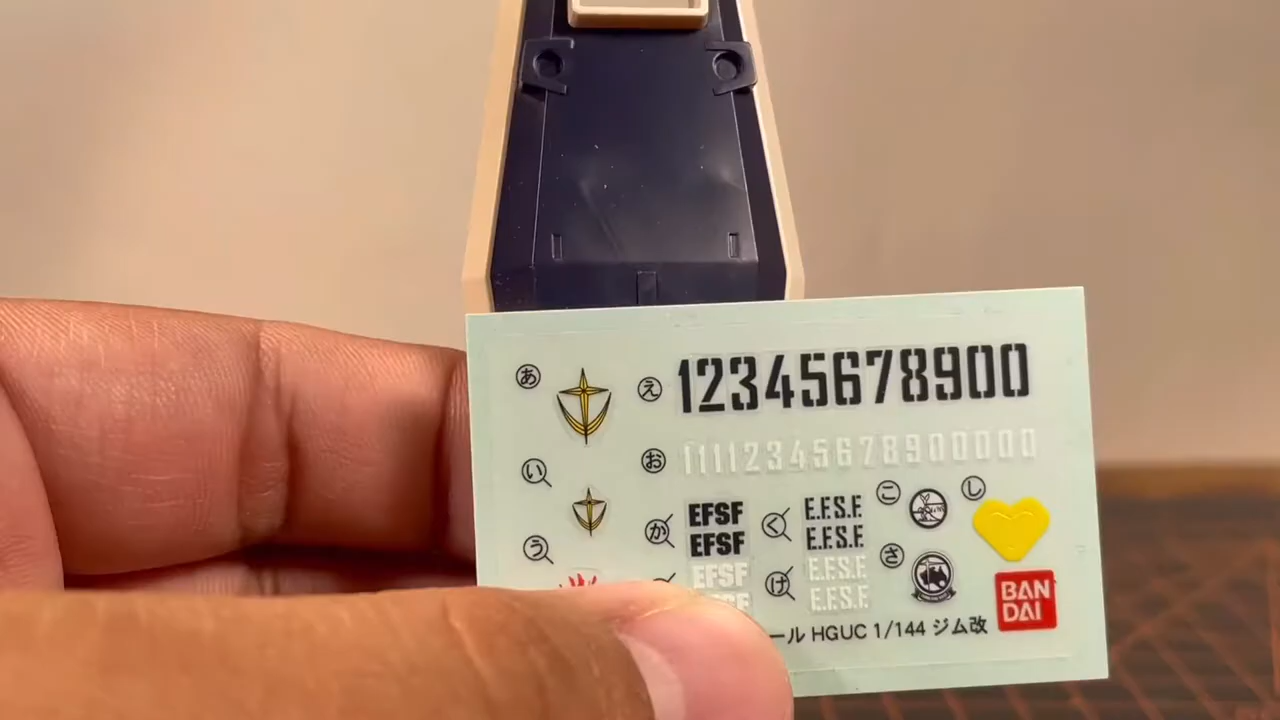 あ
え 12345678900
い
お 11112345678900000
う
か EFSF
EFSF
く E.F.S.F.
E.F.S.F.
こ
し
EFSF
け E.F.S.F.
E.F.S.F.
さ
BAN
DAI
ール HGUC 1/144 ジム改